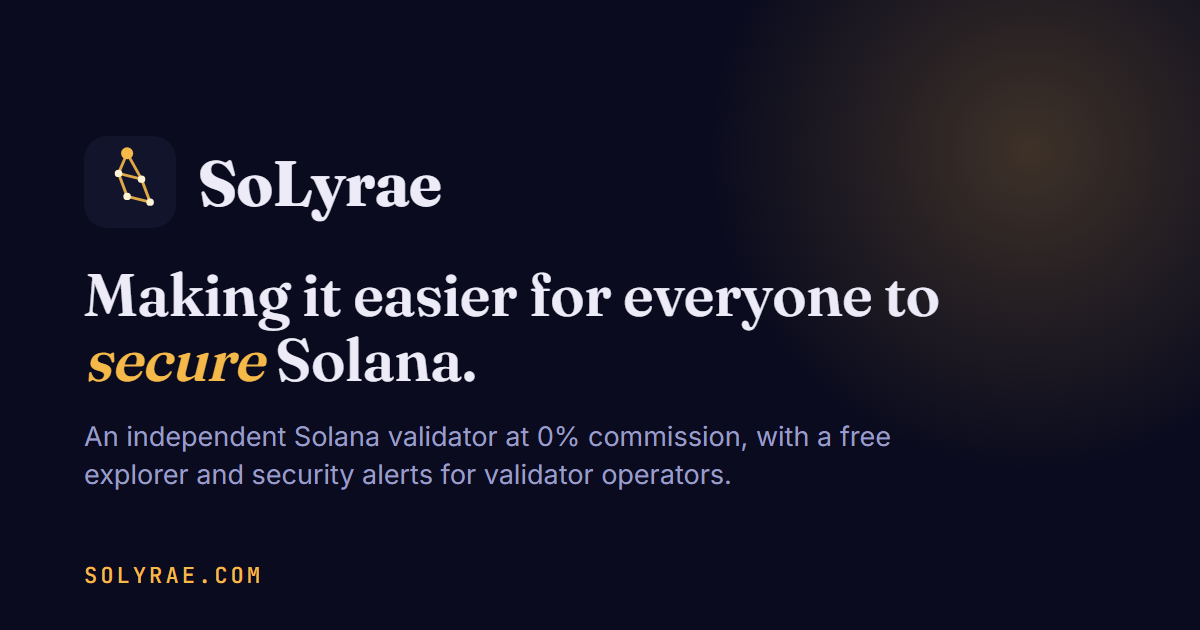 SoLyrae
Making it easier for everyone to
secure Solana.
An independent Solana validator at 0% commission, with a free
explorer and security alerts for validator operators.
SOLYRAE.COM